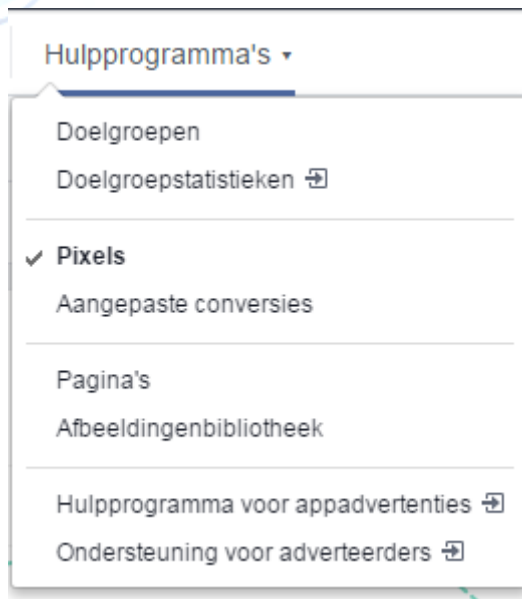 Hulpprogramma's
Doelgroepen
Doelgroepstatistieken
Pixels
Aangepaste conversies
Pagina's
Afbeeldingenbibliotheek
Hulpprogramma voor appadvertenties
Ondersteuning voor adverteerders